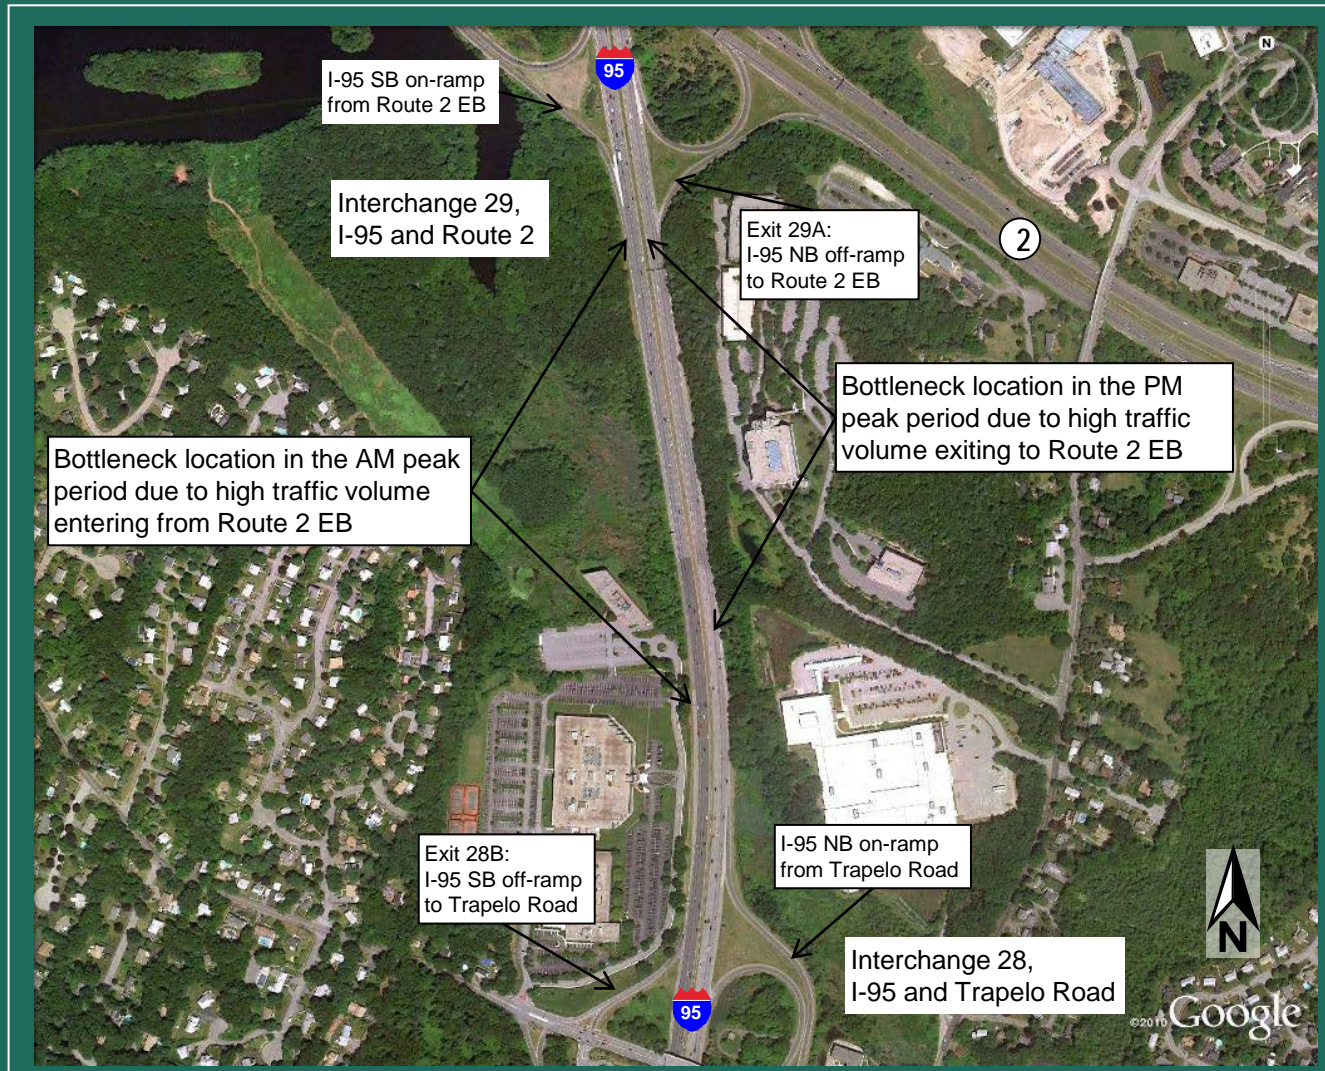 95
N
I-95 SB on-ramp
from Route 2 EB
Interchange 29,
I-95 and Route 2
Exit 29A:
I-95 NB off-ramp
to Route 2 EB
2
Bottleneck location in the PM
peak period due to high traffic
volume exiting to Route 2 EB
Bottleneck location in the AM peak
period due to high traffic volume
entering from Route 2 EB
Exit 28B:
I-95 SB off-ramp
to Trapelo Road
I-95 NB on-ramp
from Trapelo Road
N
Interchange 28,
I-95 and Trapelo Road
95
©2010 Google